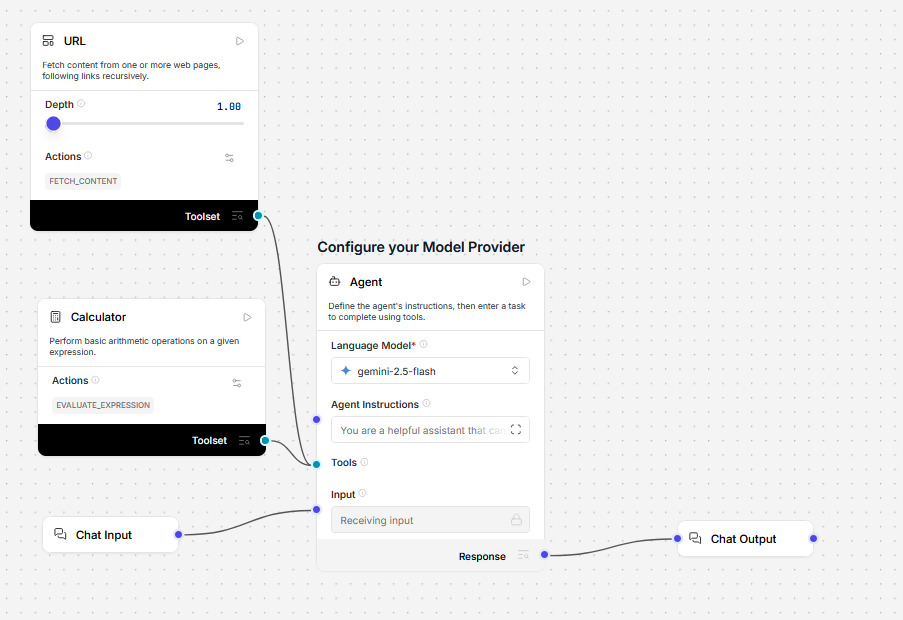 URL
Fetch content from one or more web pages,
following links recursively.
Depth
1.00
Actions
FETCH_CONTENT
Toolset
Calculator
Perform basic arithmetic operations on a given
expression.
Actions
EVALUATE_EXPRESSION
Toolset
Chat Input
Configure your Model Provider
Agent
Define the agent's instructions, then enter a task
to complete using tools.
Language Model*
gemini-2.5-flash
Agent Instructions
You are a helpful assistant that can
Tools
Input
Receiving input
Response
Chat Output